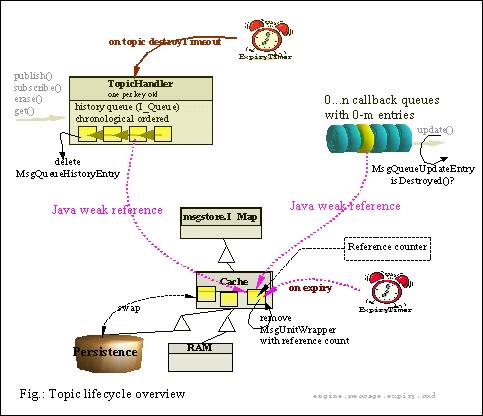 on topic destroyTimeout
ExpiryTimer
TopicHandler
one per key oid
publish()
subscribe()
erase()
get()
history queue (I_Queue)
chronological ordered
0...n callback queues
with 0-m entries
update()
delete
MsgQueueHistoryEntry
MsgQueueUpdateEntry
isDestroyed()?
Java weak reference
Java weak reference
msgstore.I_Map
Reference counter
Cache
on expiry
swap
ExpiryTimer
remove
MsgUnitWrapper
with reference count
Persistence
RAM
Fig.: Topic lifecycle overview
engine.message.expiry.oxd